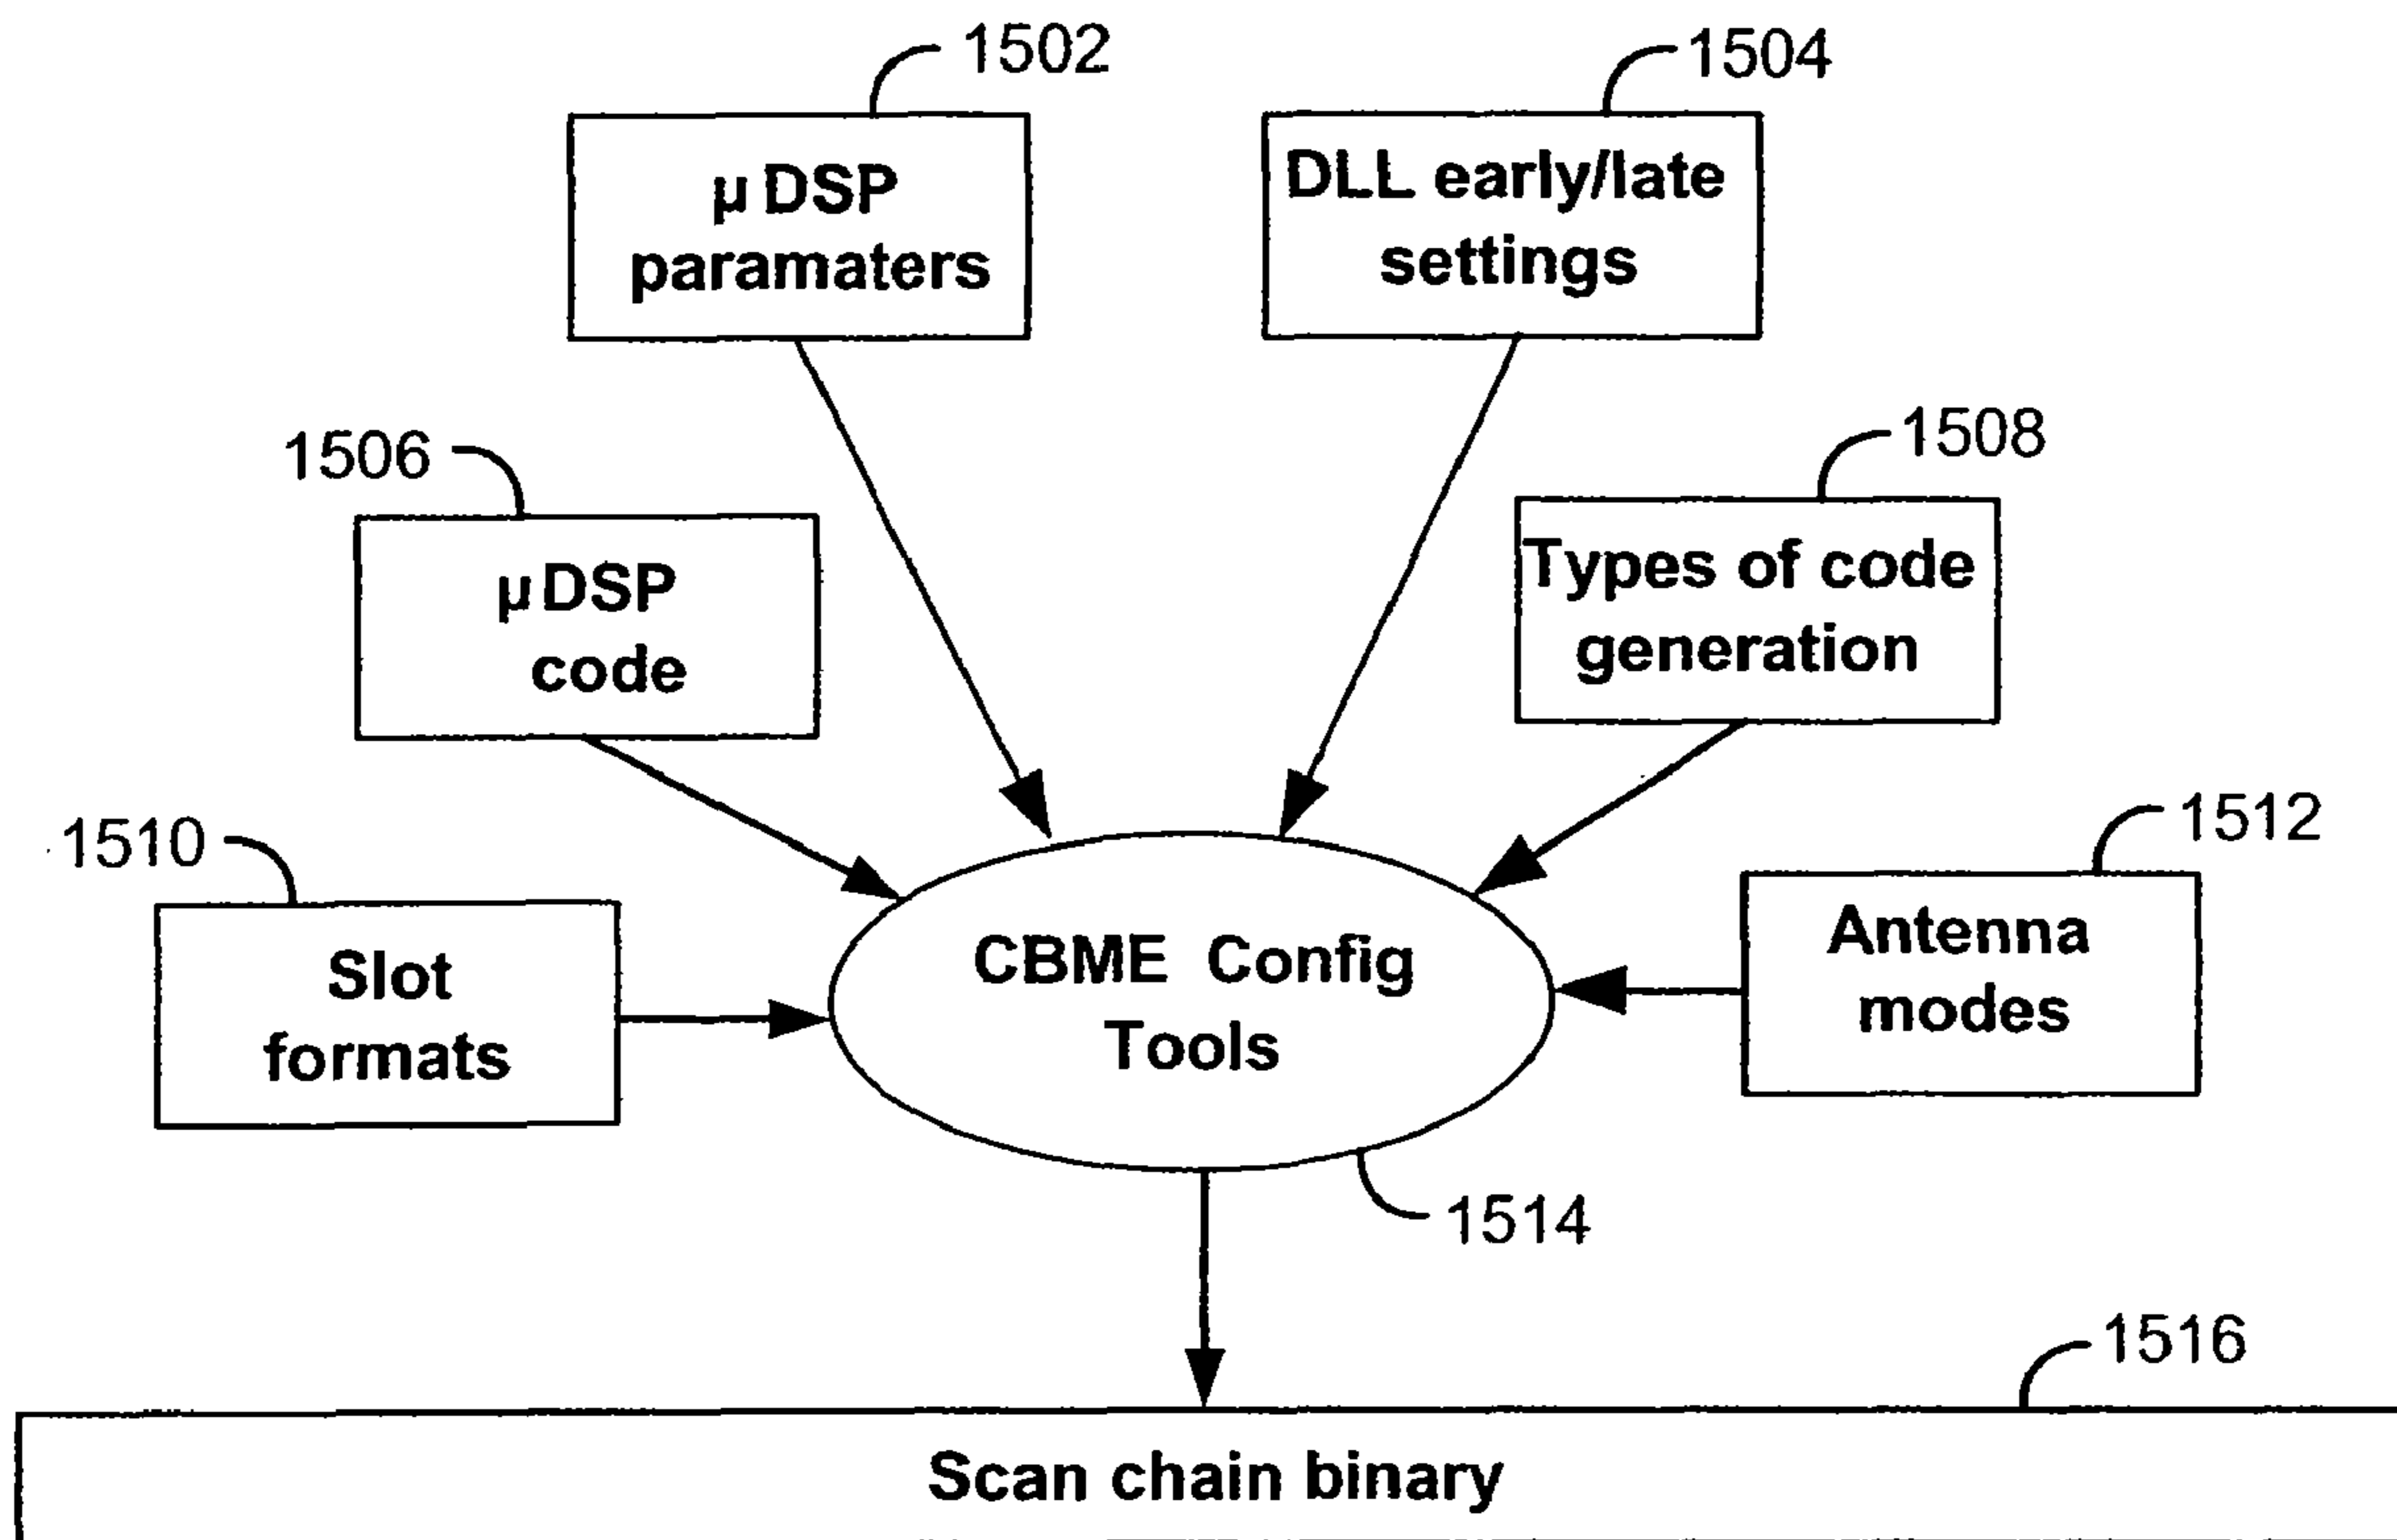 1502
1504
µ DSP
paramaters
DLL early/late
settings
1506
1508
µDSP
code
Types of code
generation
1510
1512
Slot
formats
CBME Config
Tools
Antenna
modes
1514
1516
Scan chain binary